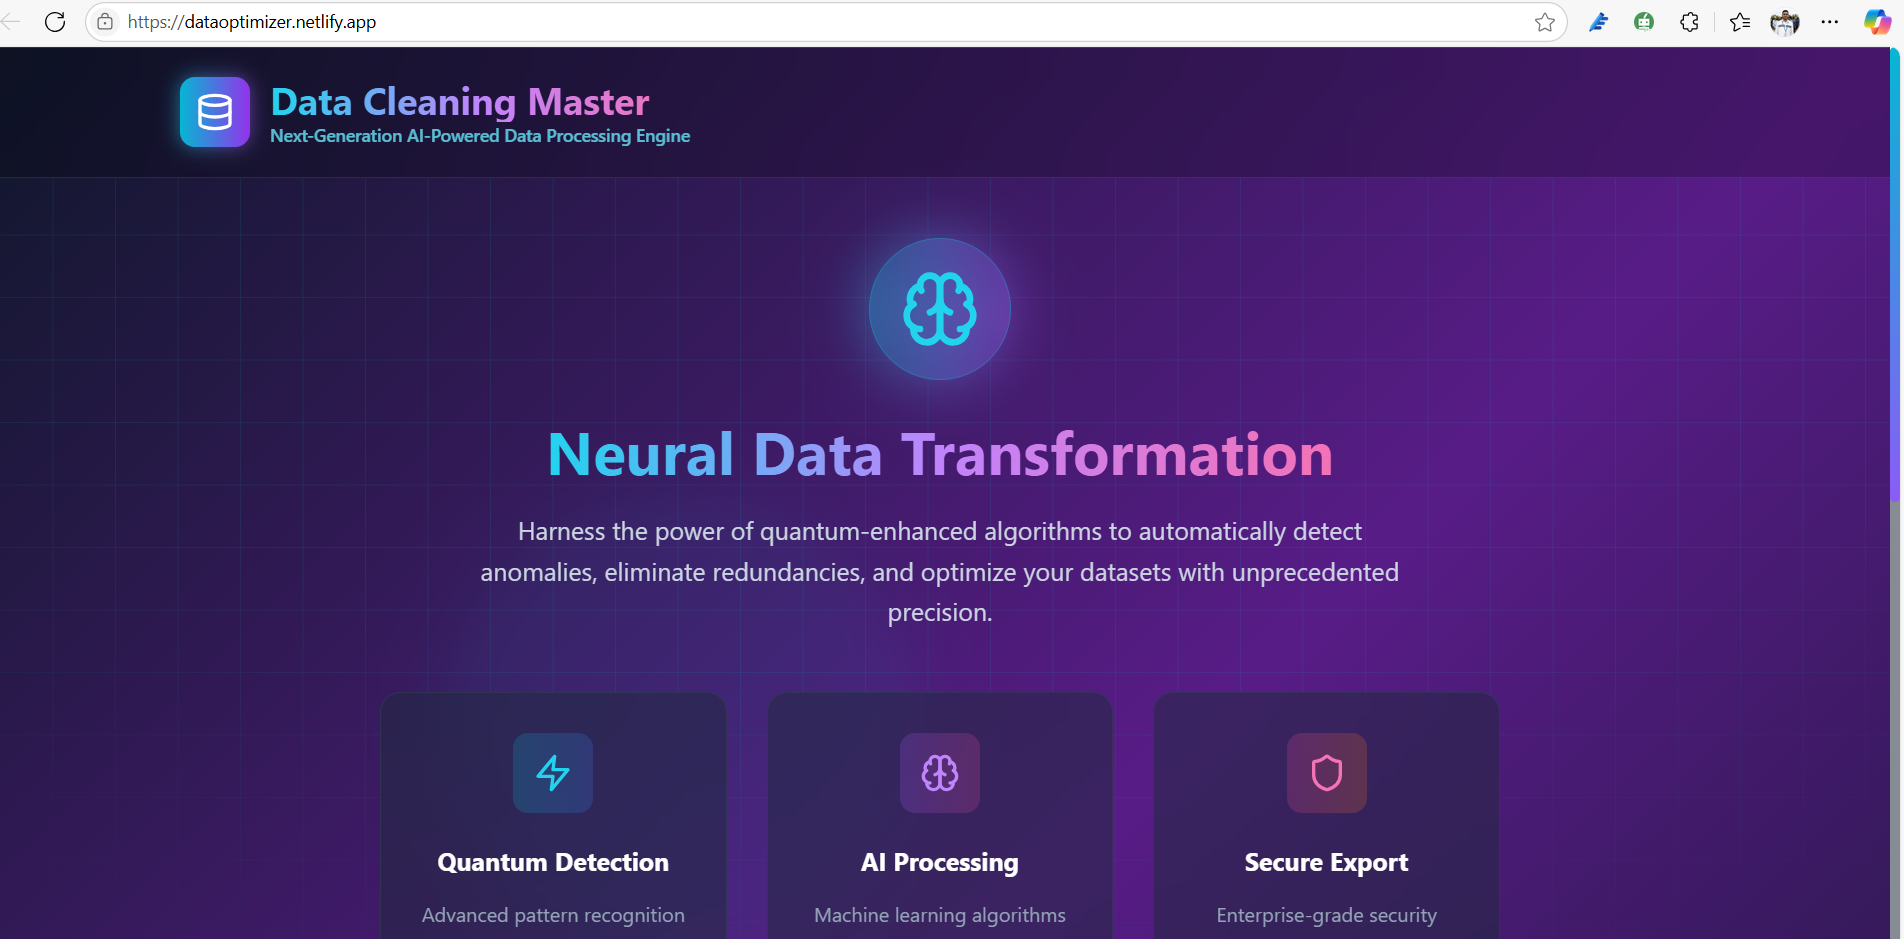 https://dataoptimizer.netlify.app
Data Cleaning Master
Next-Generation AI-Powered Data Processing Engine
Neural Data Transformation
Harness the power of quantum-enhanced algorithms to automatically detect
anomalies, eliminate redundancies, and optimize your datasets with unprecedented
precision.
Quantum Detection
Advanced pattern recognition
AI Processing
Machine learning algorithms
Secure Export
Enterprise-grade security